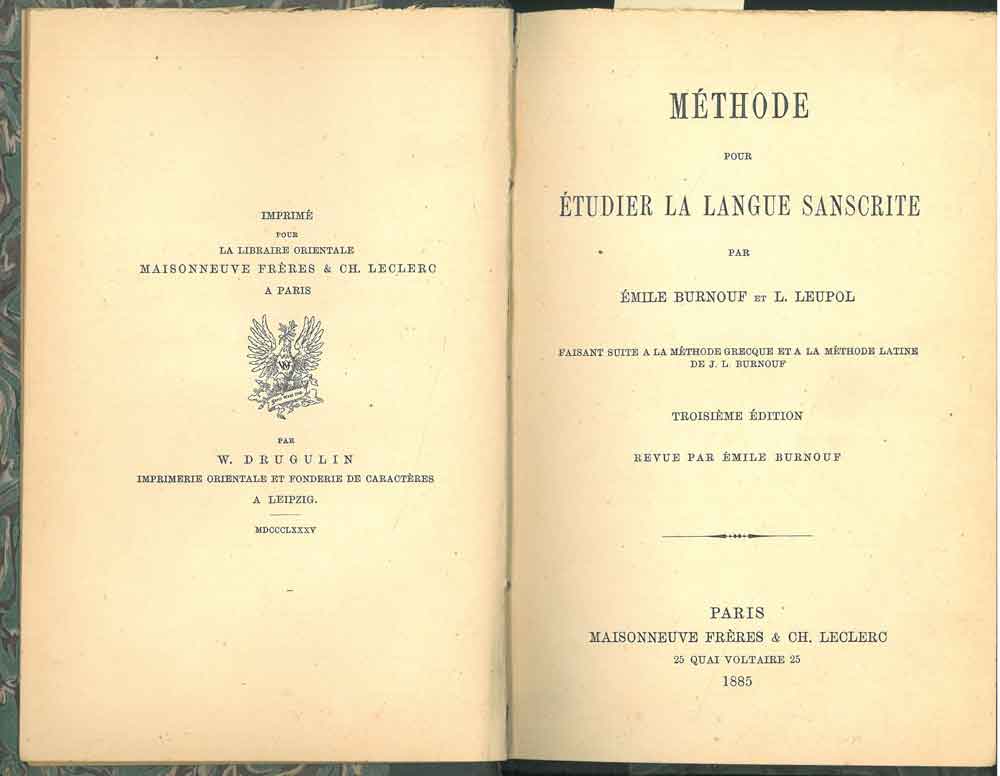 IMPRIMÉ
POUR
LA LIBRAIRE ORIENTALE
MAISONNEUVE FRÈRES & CH. LECLERC
A PARIS
PAR
W. DRUGULIN
IMPRIMERIE ORIENTALE ET FONDERIE DE CARACTÈRES
A LEIPZIG.
MDCCCLXXXV
MÉTHODE
POUR
ÉTUDIER LA LANGUE SANSCRITE
PAR
ÉMILE BURNOUF ET L. LEUPOL
FAISANT SUITE A LA MÉTHODE GRECQUE ET A LA MÉTHODE LATINE
DE J. L. BURNOUF
TROISIÈME ÉDITION
REVUE PAR ÉMILE BURNOUF
PARIS
MAISONNEUVE FRÈRES & CH. LECLERC
25 QUAI VOLTAIRE 25
1885